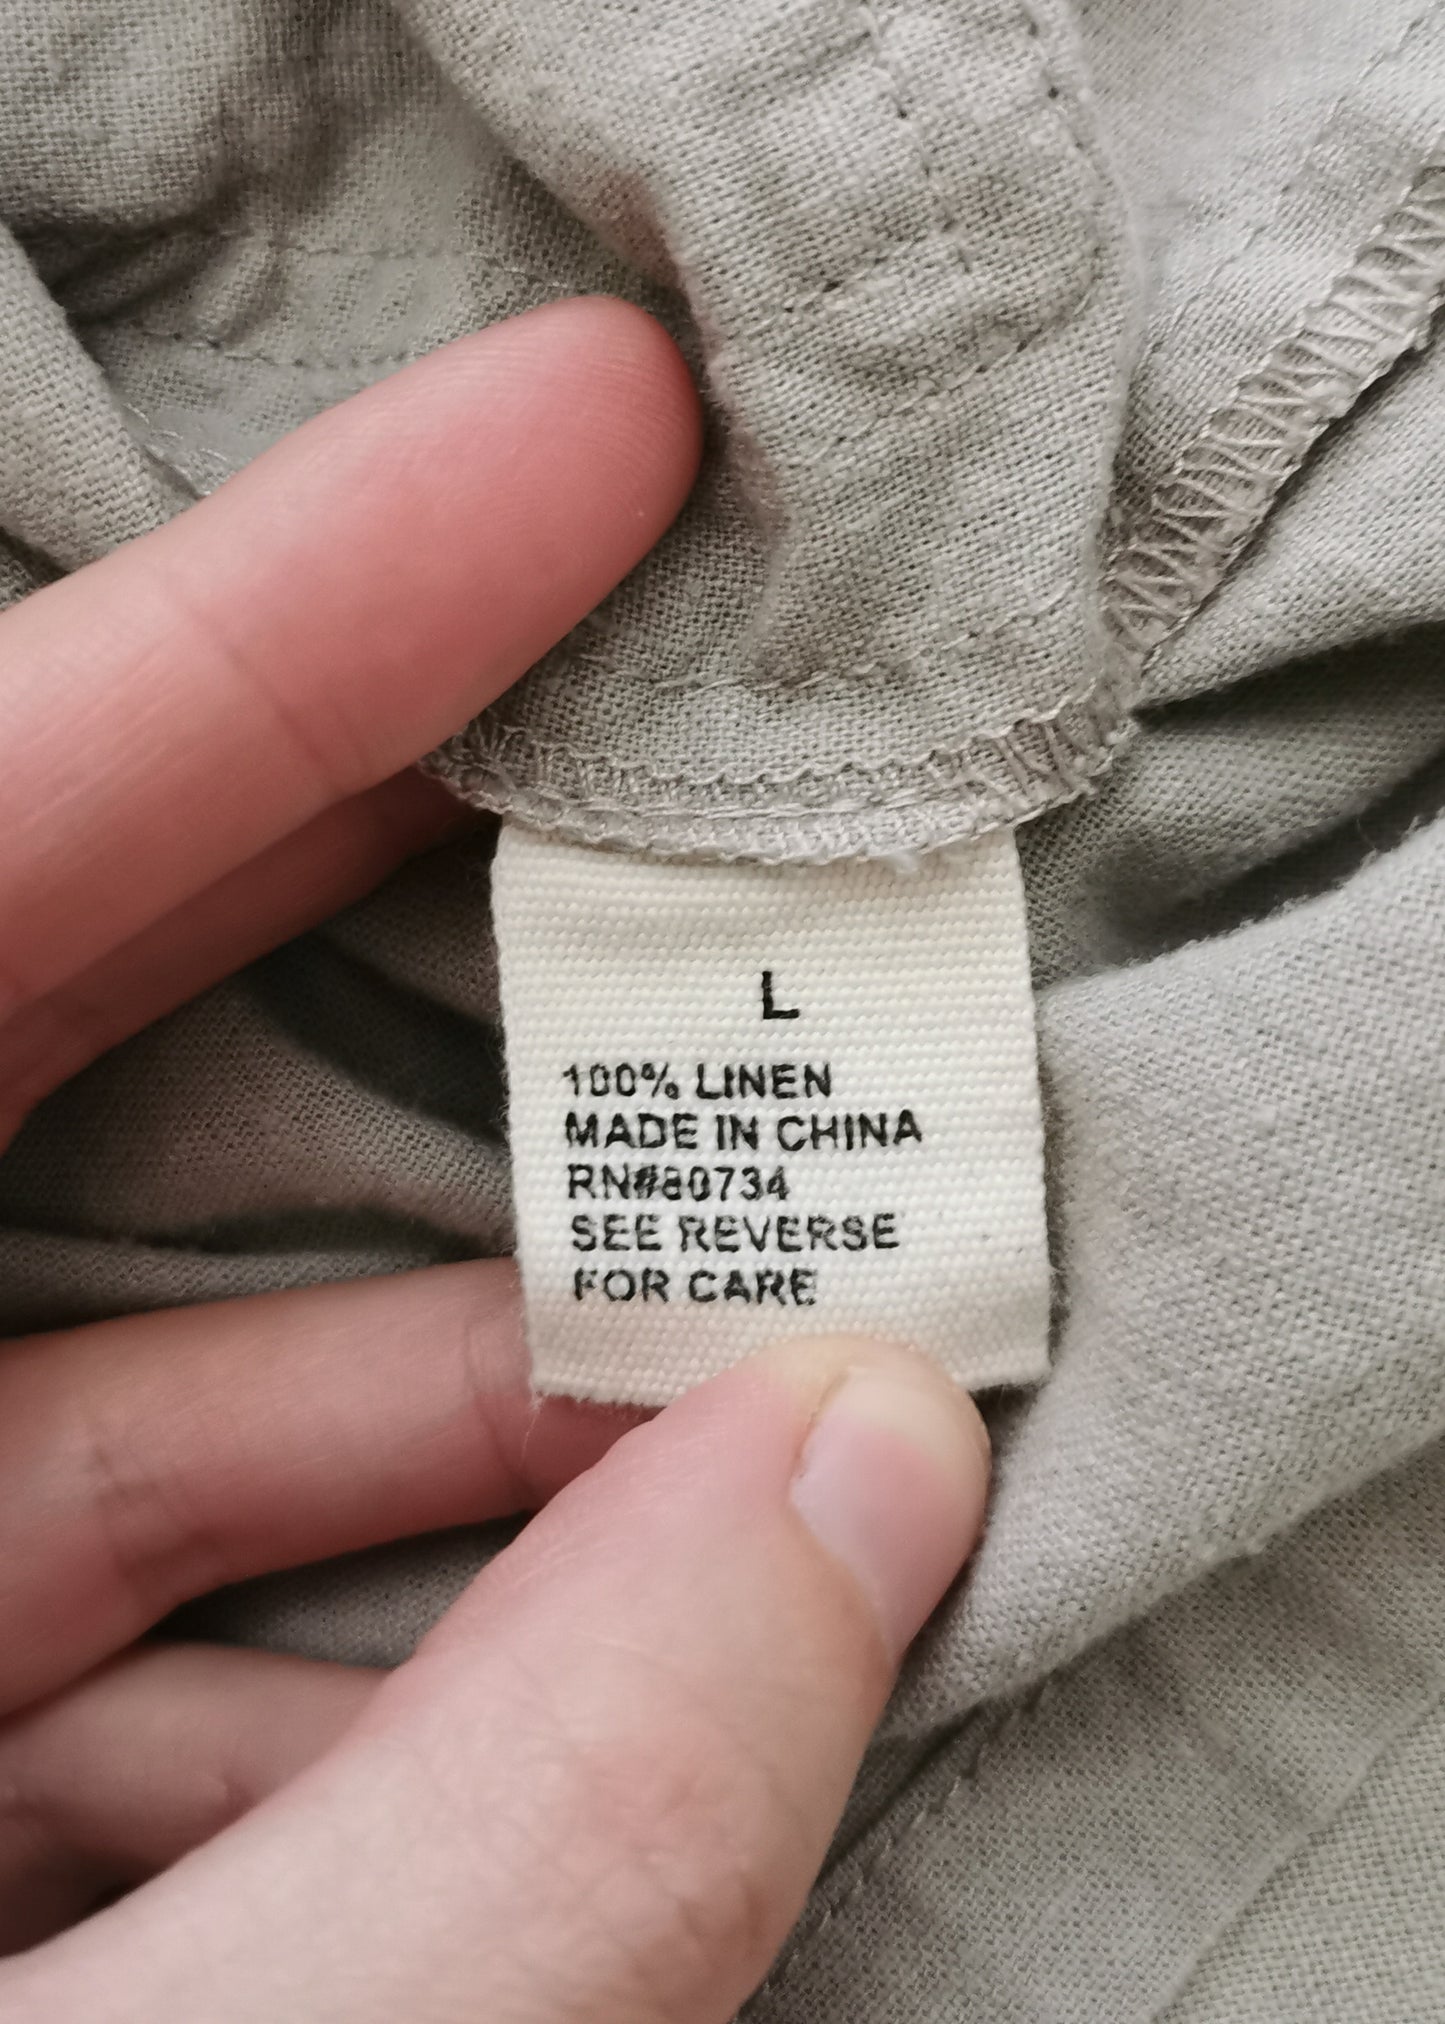 L
100% LINEN
MADE IN CHINA
RN#80734
SEE REVERSE
FOR CARE